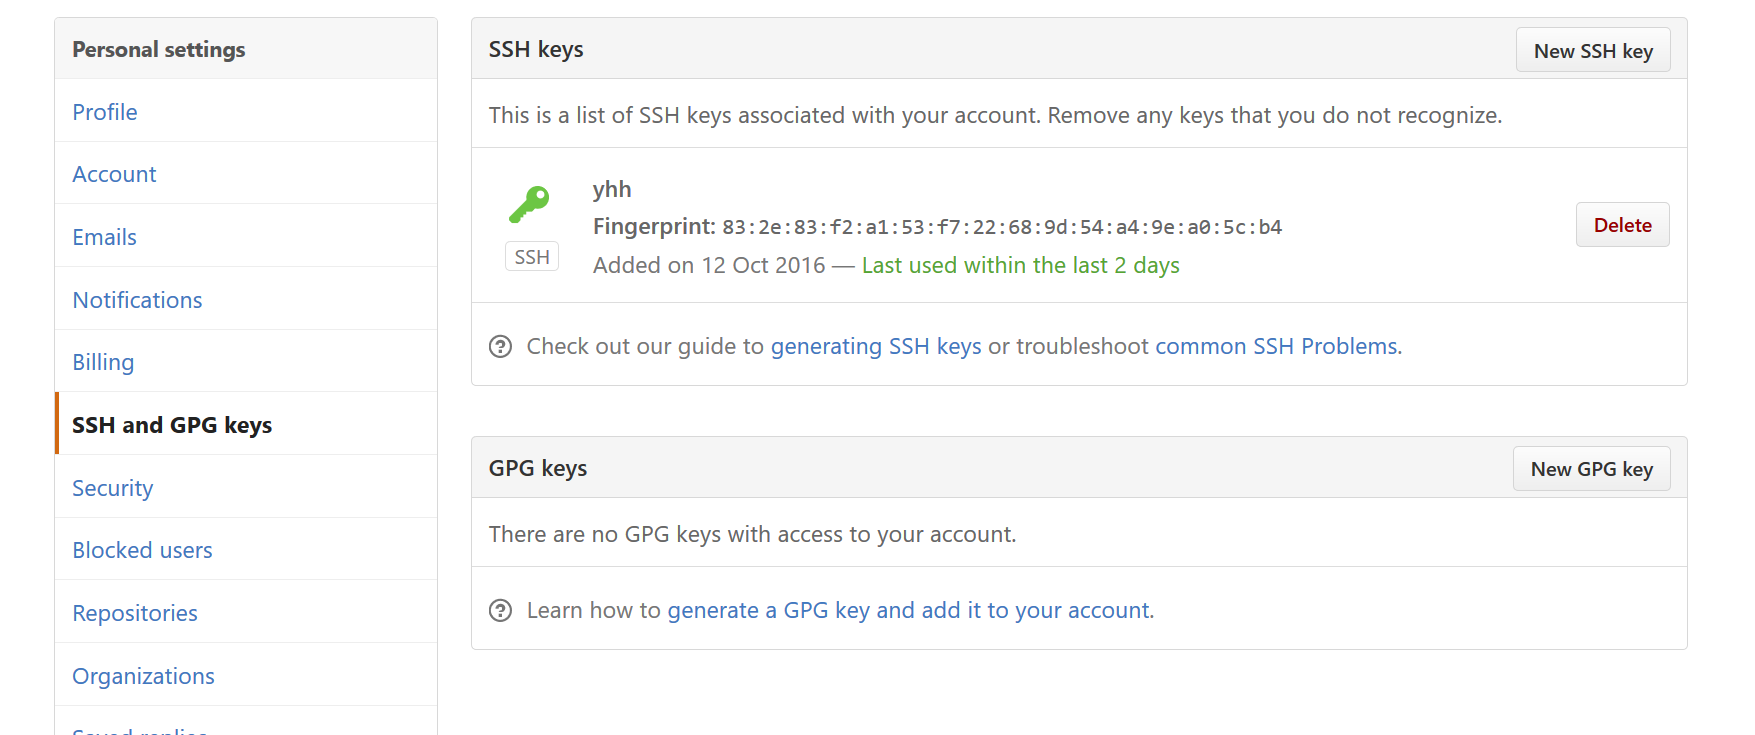 Personal settings
Profile
Account
Emails
Notifications
Billing
SSH and GPG keys
Security
Blocked users
Repositories
Organizations
Saved replies
SSH keys
New SSH key
This is a list of SSH keys associated with your account. Remove any keys that you do not recognize.
SSH
yhh
Fingerprint: 83:2e:83:f2:a1:53:f7:22:68:9d:54:a4:9e:a0:5c:b4
Added on 12 Oct 2016 — Last used within the last 2 days
Delete
Check out our guide to generating SSH keys or troubleshoot common SSH Problems.
GPG keys
New GPG key
There are no GPG keys with access to your account.
Learn how to generate a GPG key and add it to your account.